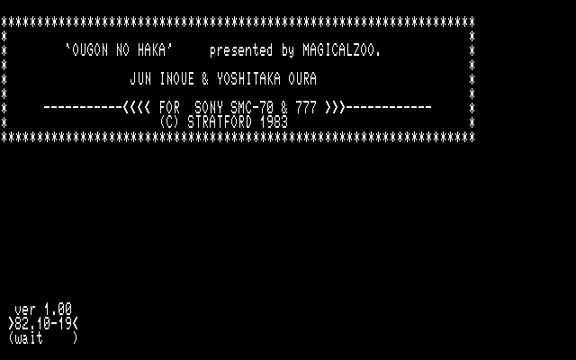 *************************************************************
*                                                           *
*       'OUGON NO HAKA'     presented by MAGICALZOO.        *
*               JUN INOUE & YOSHITAKA OURA                  *
*    -----------<<<< FOR  SONY SMC-70 & 777 >>>------------ *
*                   (C) STRATFORD 1983                      *
*************************************************************
ver 1.00
>82.10-19<
(wait    )